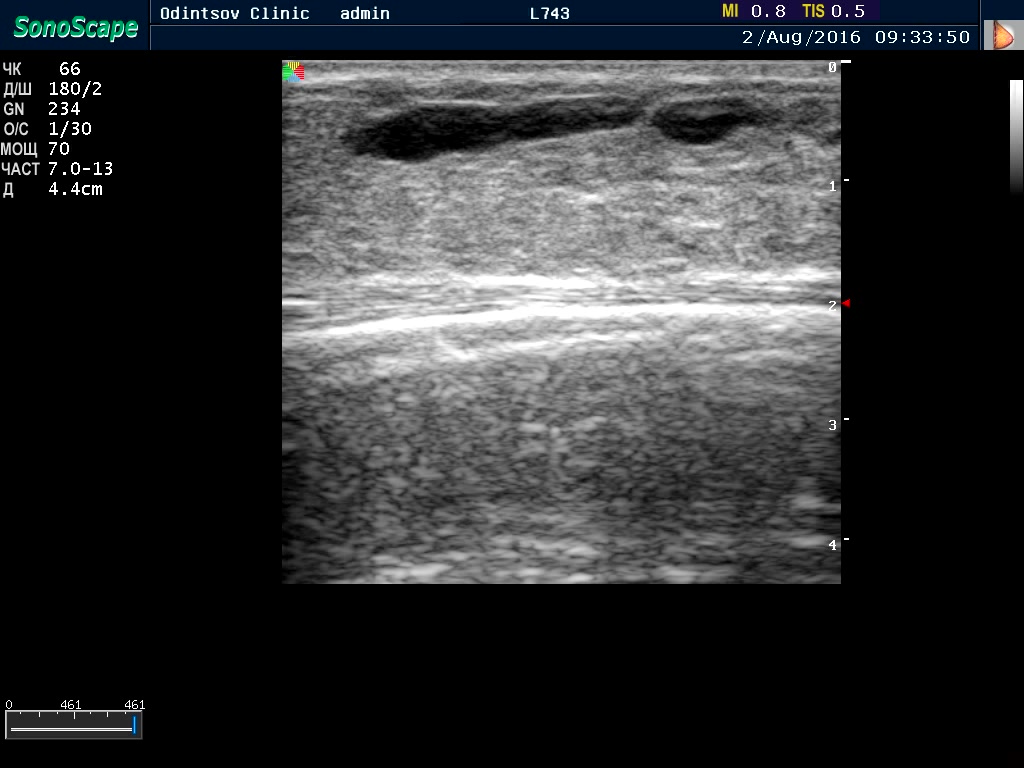 SonoScape
Odintsov Clinic admin L743 MI 0.8 TIS 0.5
2/Aug/2016 09:33:50
ЧК 66
Д/Ш 180/2
GN 234
О/С 1/30
МОЩ 70
ЧАСТ 7.0-13
Д 4.4cm
0
1
2
3
4
0 461 461